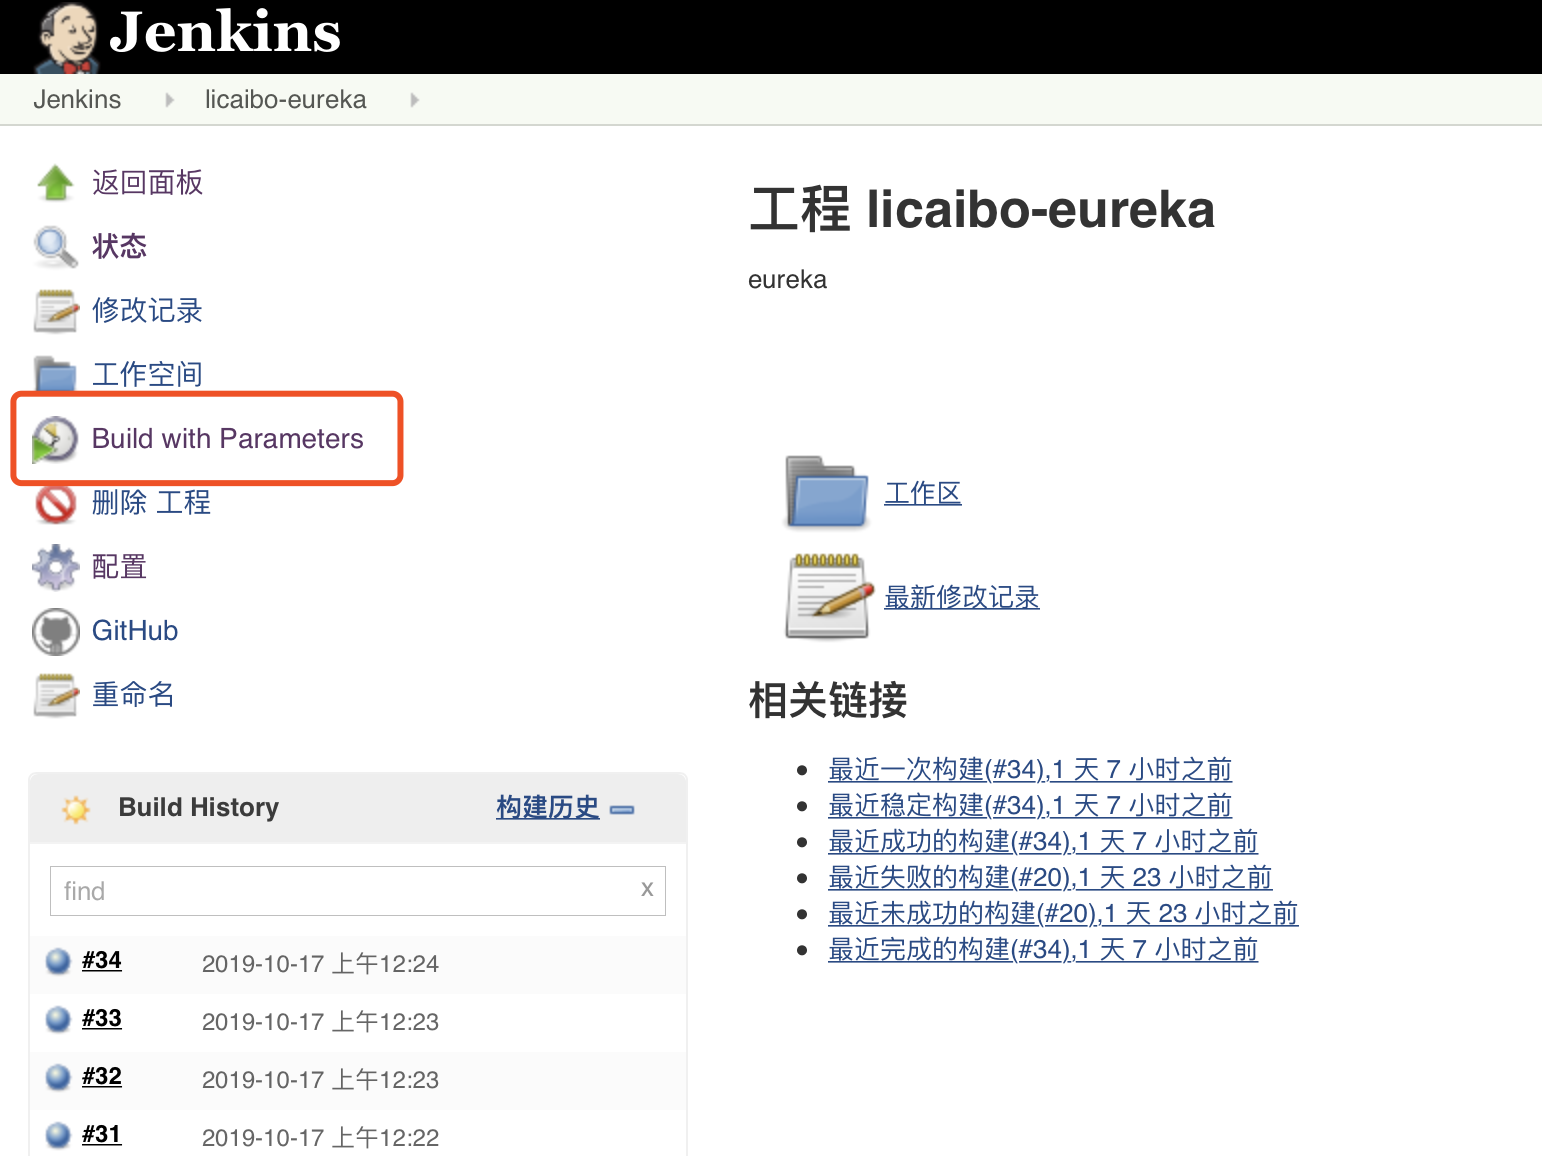 Jenkins
Jenkins licaibo-eureka
返回面板
状态
修改记录
工作空间
Build with Parameters
删除 工程
配置
GitHub
重命名
Build History 构建历史
find x
#34 2019-10-17 上午12:24
#33 2019-10-17 上午12:23
#32 2019-10-17 上午12:23
#31 2019-10-17 上午12:22
工程 licaibo-eureka
eureka
工作区
最新修改记录
相关链接
最近一次构建(#34),1 天 7 小时之前
最近稳定构建(#34),1 天 7 小时之前
最近成功的构建(#34),1 天 7 小时之前
最近失败的构建(#20),1 天 23 小时之前
最近未成功的构建(#20),1 天 23 小时之前
最近完成的构建(#34),1 天 7 小时之前